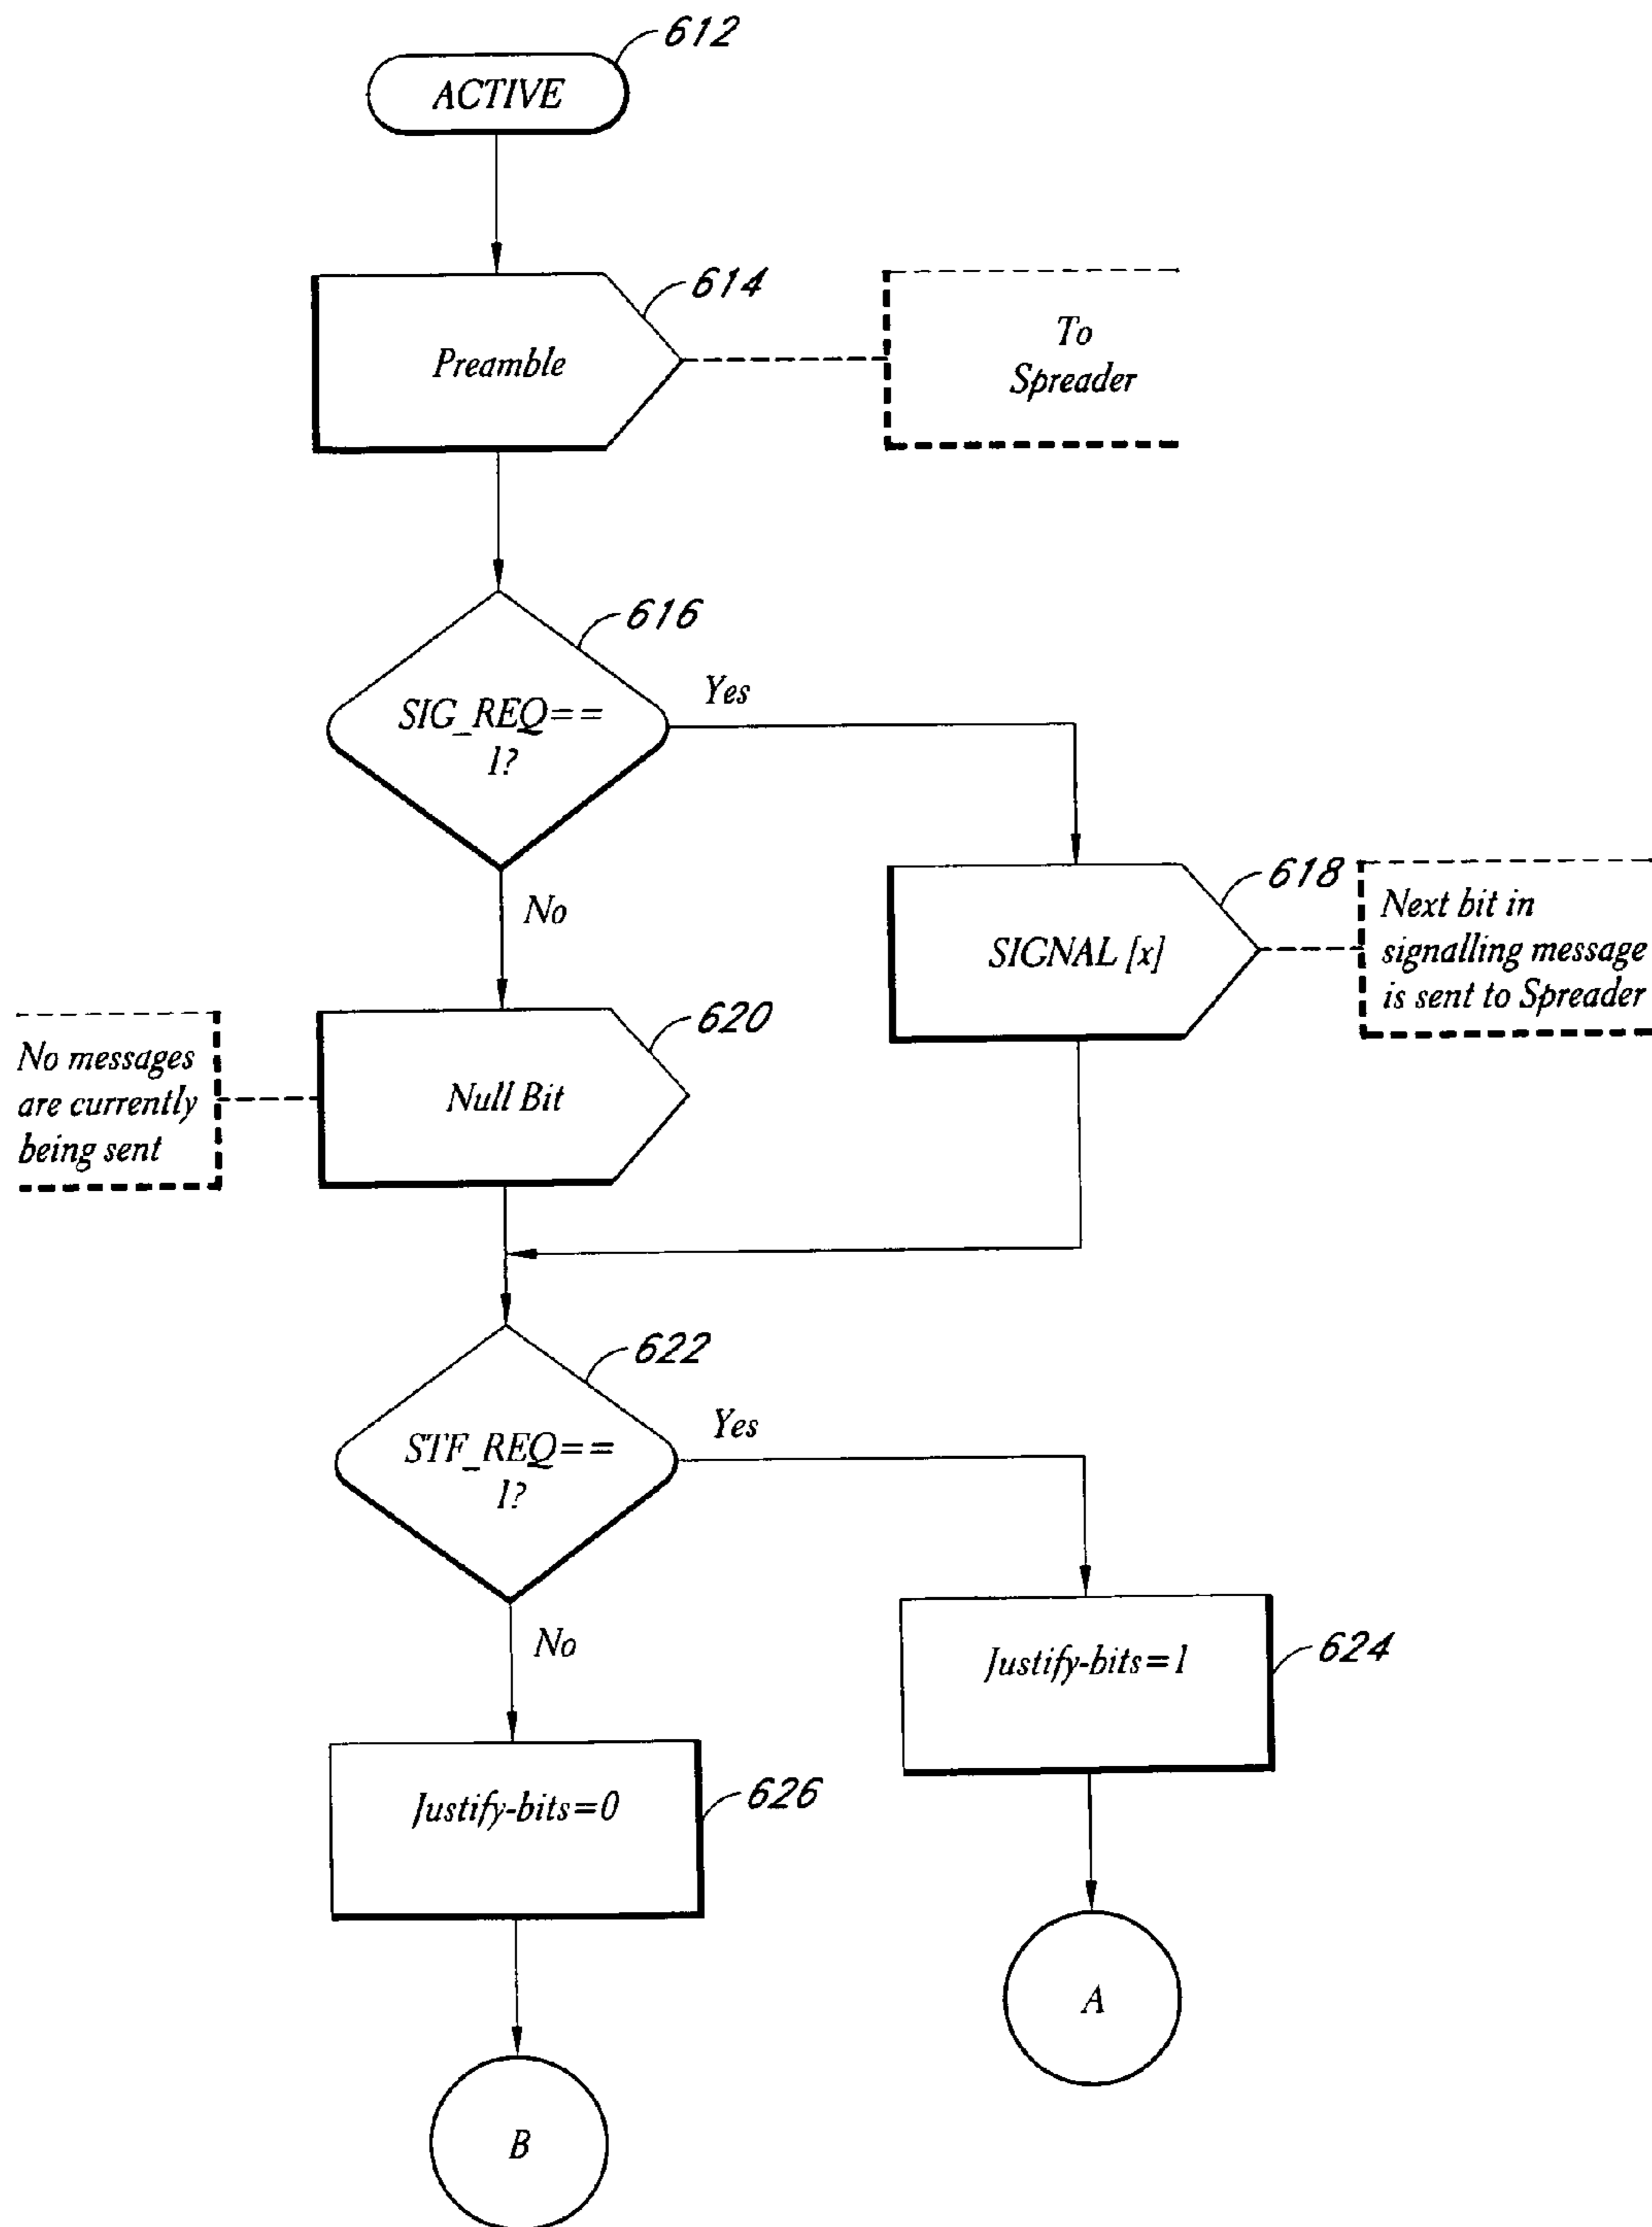 612
ACTIVE
614
Preamble
To
Spreader
616
SIG_REQ==
1?
Yes
No
618
SIGNAL [x]
Next bit in
signalling message
is sent to Spreader
620
Null Bit
No messages
are currently
being sent
622
STF_REQ==
1?
Yes
No
624
Justify-bits=1
626
Justify-bits=0
A
B